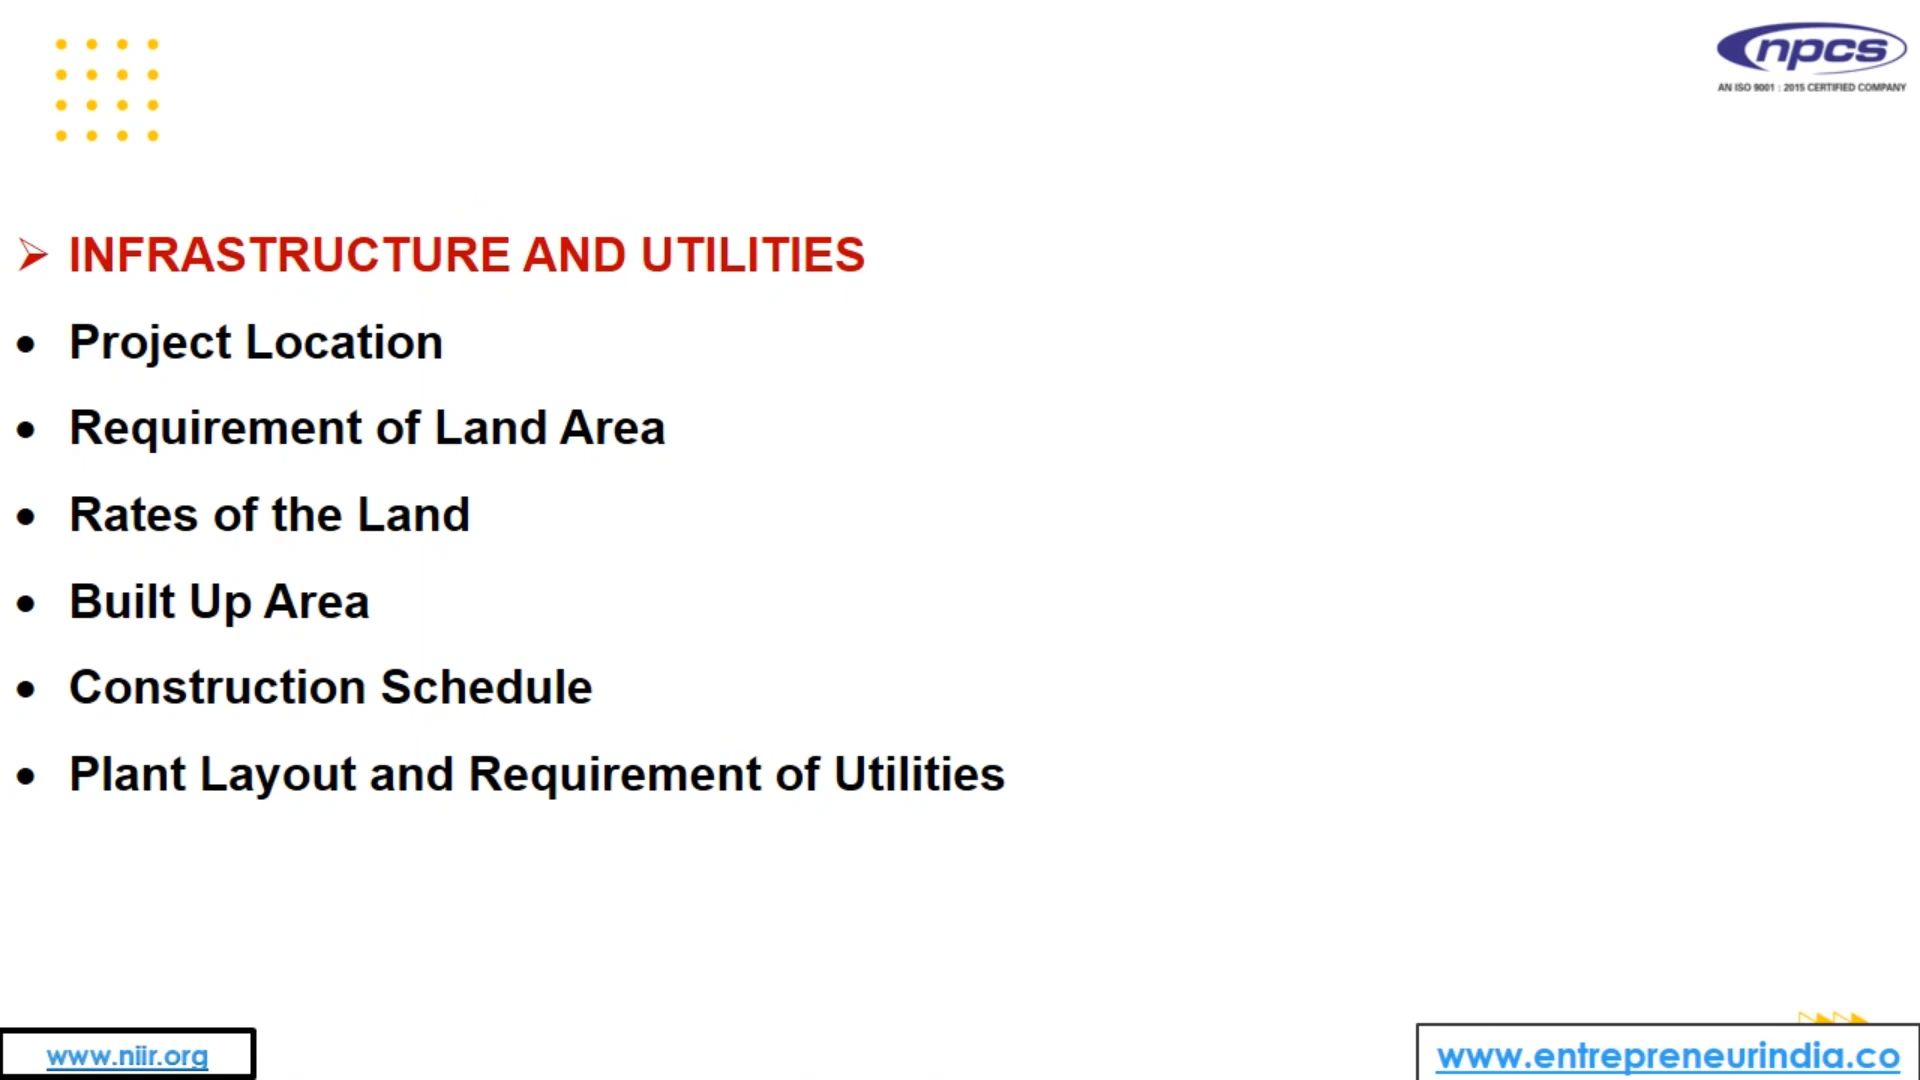 npcs
AN ISO 9001 : 2015 CERTIFIED COMPANY
➢ INFRASTRUCTURE AND UTILITIES
• Project Location
• Requirement of Land Area
• Rates of the Land
• Built Up Area
• Construction Schedule
• Plant Layout and Requirement of Utilities
www.niir.org
www.entrepreneurindia.co